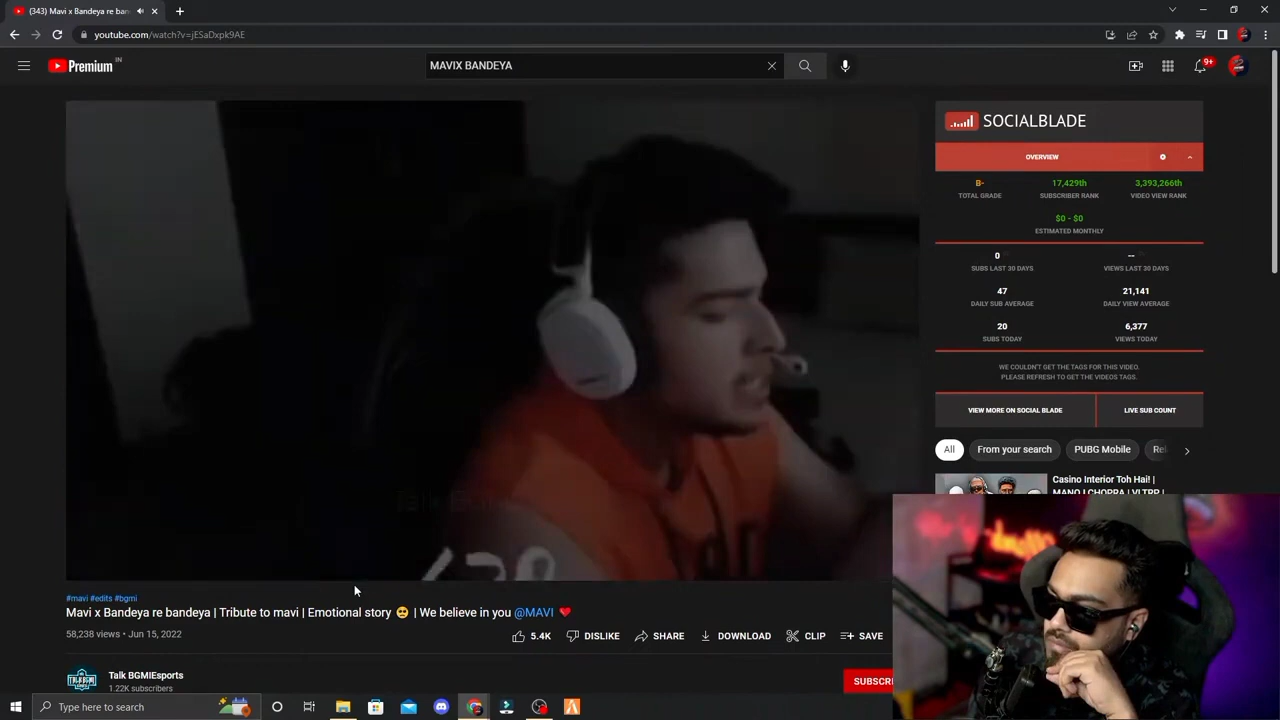 (343) Mavi x Bandeya re ban
youtube.com/watch?v=jESaDxpk9AE
Premium IN
MAVIX BANDEYA
9+
SOCIALBLADE
OVERVIEW
B-
TOTAL GRADE
17,429th
SUBSCRIBER RANK
3,393,266th
VIDEO VIEW RANK
$0 - $0
ESTIMATED MONTHLY
0
SUBS LAST 30 DAYS
--
VIEWS LAST 30 DAYS
47
DAILY SUB AVERAGE
21,141
DAILY VIEW AVERAGE
20
SUBS TODAY
6,377
VIEWS TODAY
WE COULDN'T GET THE TAGS FOR THIS VIDEO.
PLEASE REFRESH TO GET THE VIDEOS TAGS.
VIEW MORE ON SOCIAL BLADE
LIVE SUB COUNT
All
From your search
PUBG Mobile
Rel
Casino Interior Toh Hai! |
#mavi #edits #bgmi
Mavi x Bandeya re bandeya | Tribute to mavi | Emotional story 😢 | We believe in you @MAVI ❤️
58,238 views • Jun 15, 2022
5.4K
DISLIKE
SHARE
DOWNLOAD
CLIP
SAVE
Talk BGMIEsports
1.22K subscribers
SUBSCRI
Type here to search